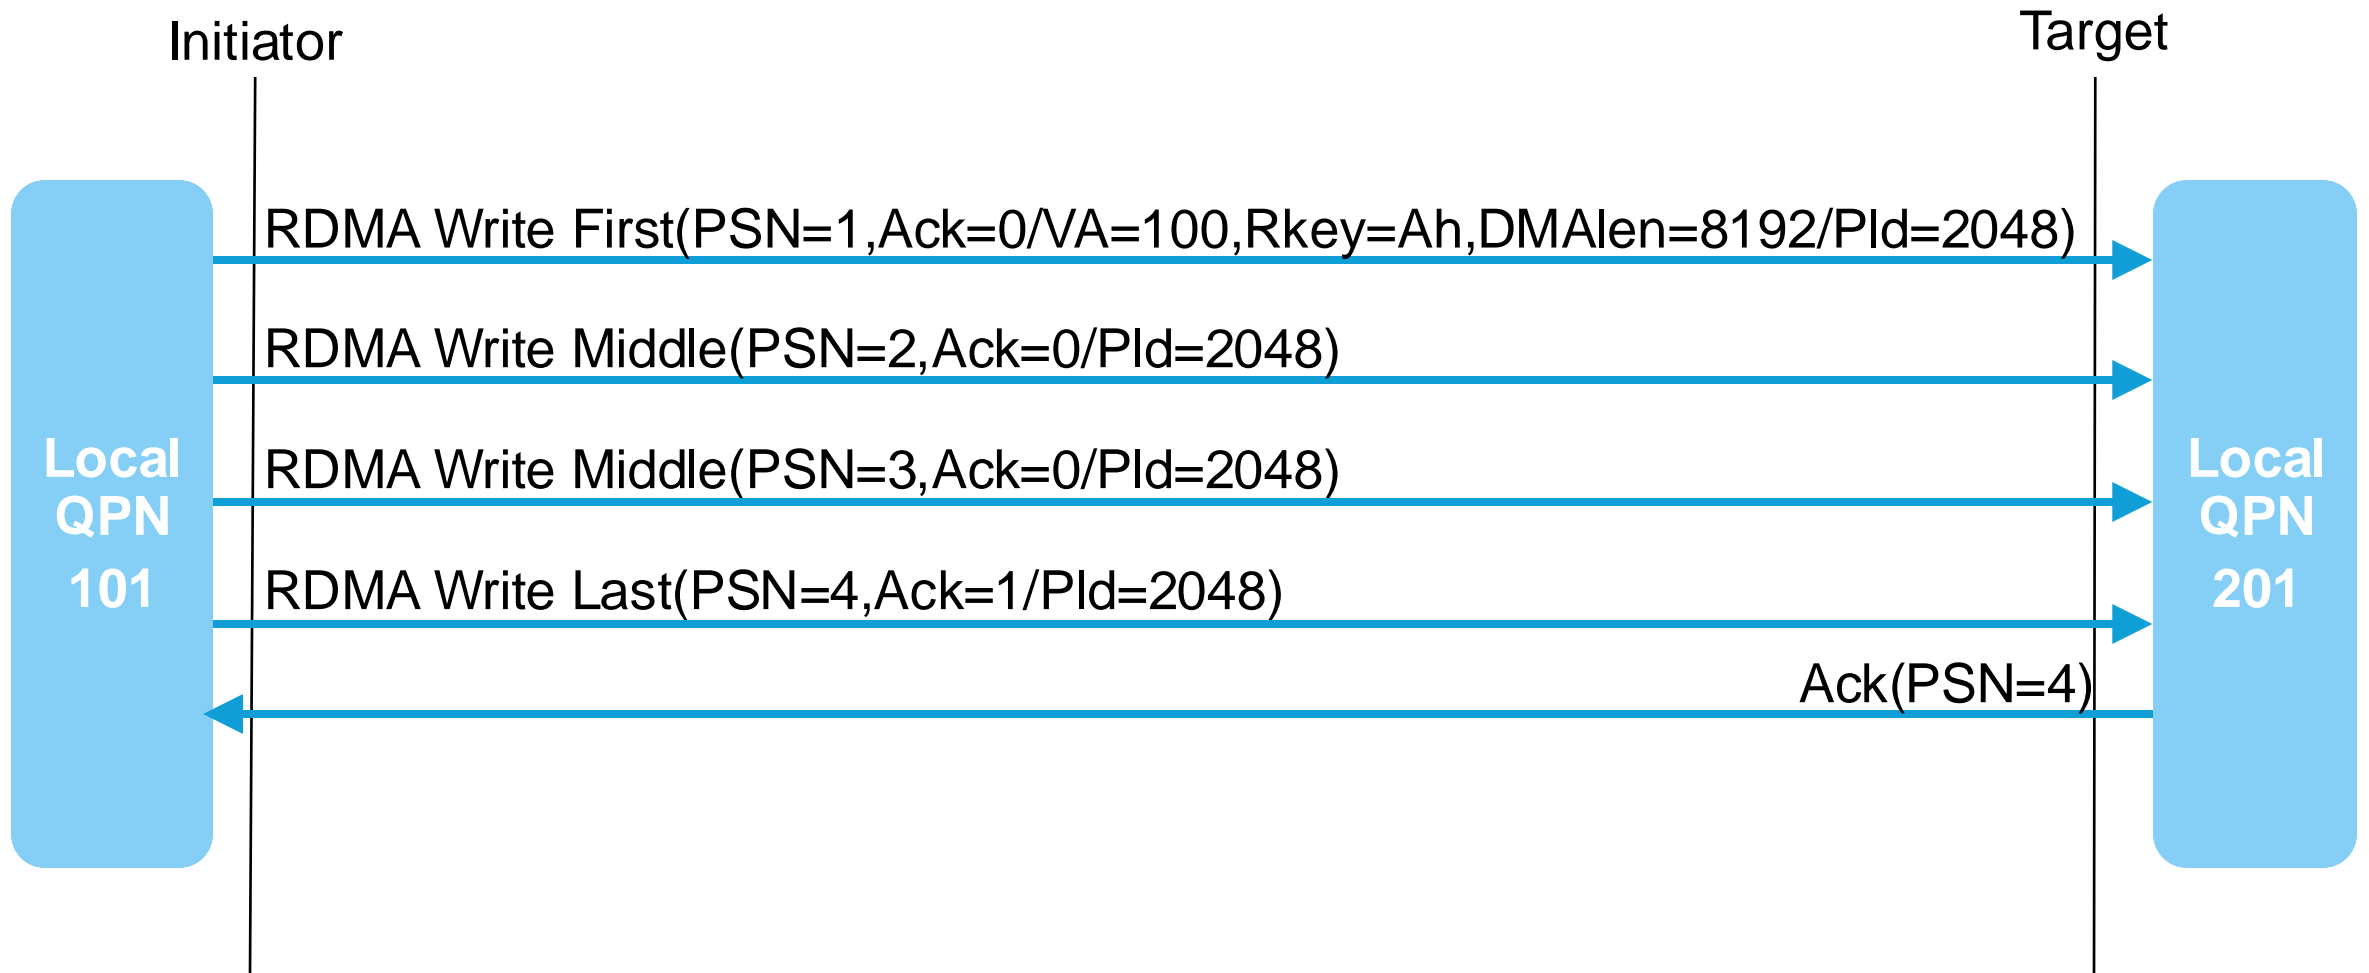 Initiator
Target
RDMA Write First(PSN=1,Ack=0/VA=100,Rkey=Ah,DMAlen=8192/Pld=2048)
RDMA Write Middle(PSN=2,Ack=0/Pld=2048)
RDMA Write Middle(PSN=3,Ack=0/Pld=2048)
RDMA Write Last(PSN=4,Ack=1/Pld=2048)
Ack(PSN=4)
Local
QPN
101
Local
QPN
201